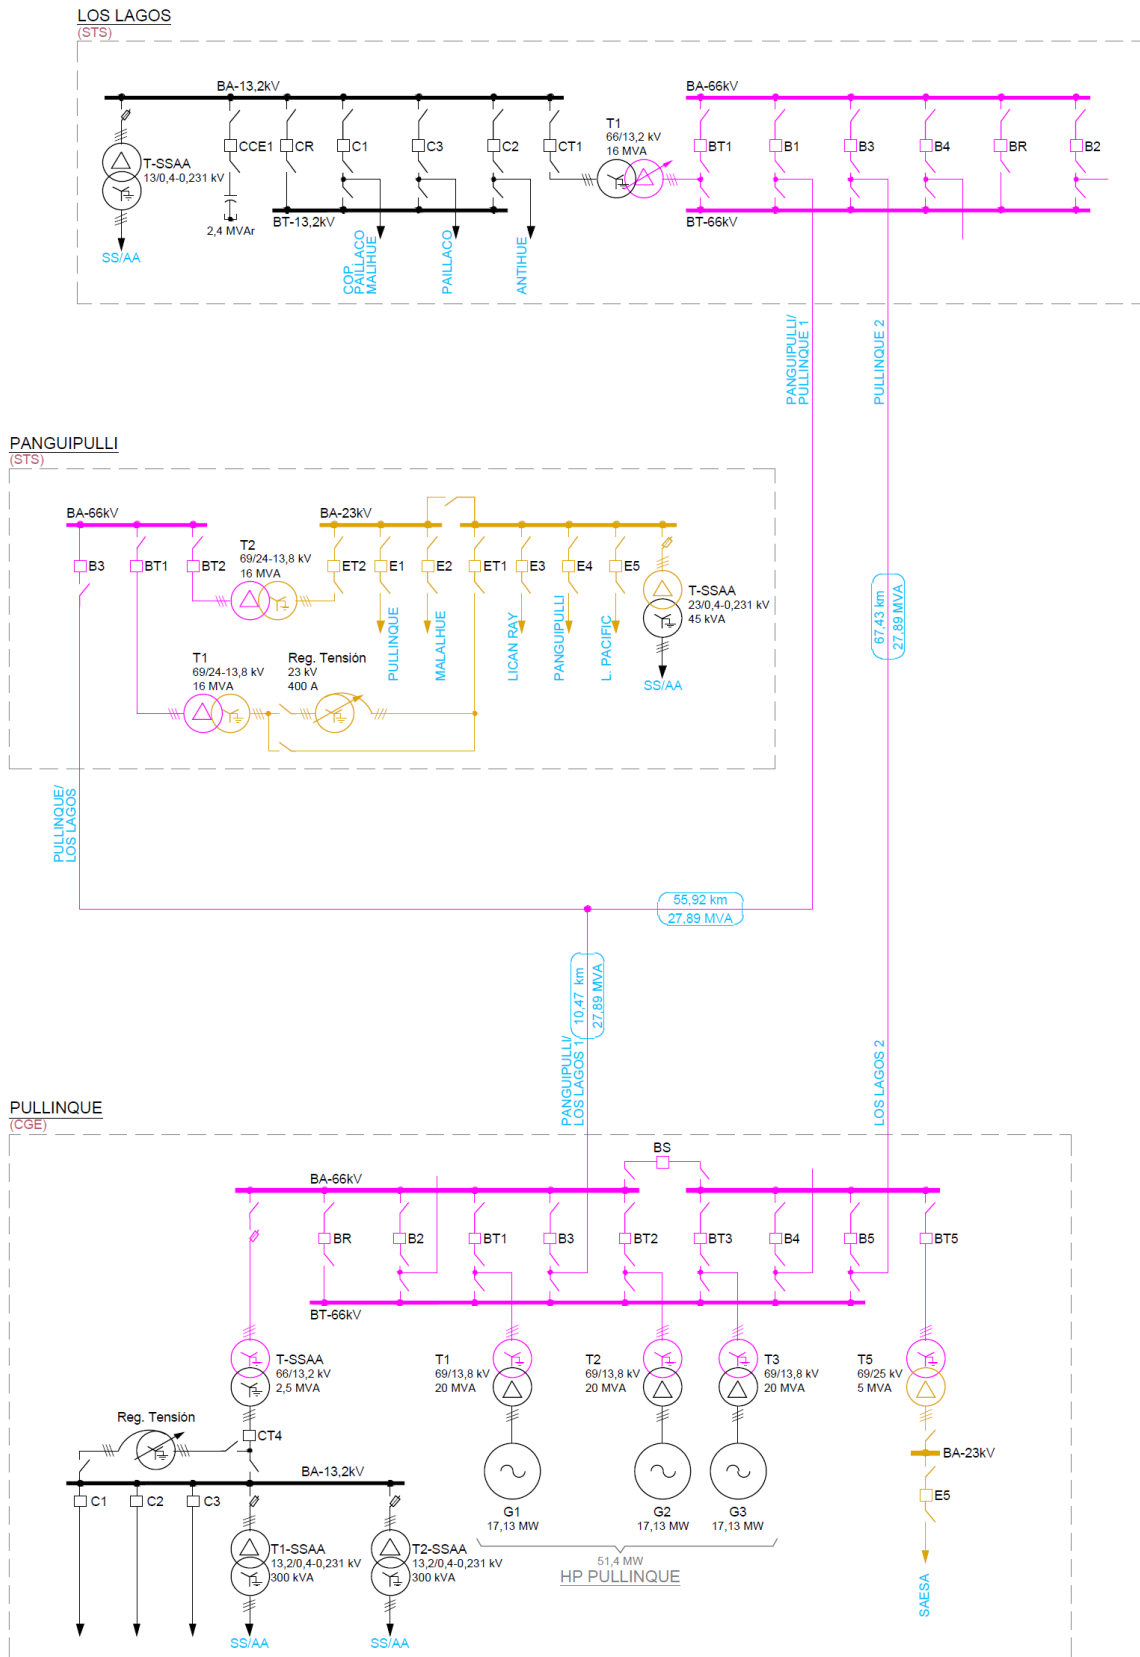 LOS LAGOS
(STS)
BA-13,2kV
BA-66kV
T1
66/13,2 kV
16 MVA
CCE1
CR
C1
C3
C2
CT1
BT1
B1
B3
B4
BR
B2
T-SSAA
13/0,4-0,231 kV
2,4 MVAr
BT-13,2kV
BT-66kV
SS/AA
COP.
PAILLACO
MALIHUE
PAILLACO
ANTIHUE
PANGUIPULLI/
PULLINQUE 1
PULLINQUE 2
PANGUIPULLI
(STS)
BA-66kV
BA-23kV
T2
69/24-13,8 kV
16 MVA
B3
BT1
BT2
ET2
E1
E2
ET1
E3
E4
E5
T-SSAA
23/0,4-0,231 kV
45 kVA
PULLINQUE
MALALHUE
LICAN RAY
PANGUIPULLI
L. PACIFIC
SS/AA
T1
69/24-13,8 kV
16 MVA
Reg. Tensión
23 kV
400 A
67,43 km
27,89 MVA
PULLINQUE/
LOS LAGOS
55,92 km
27,89 MVA
10,47 km
27,89 MVA
PANGUIPULLI/
LOS LAGOS 1
LOS LAGOS 2
PULLINQUE
(CGE)
BS
BA-66kV
BR
B2
BT1
B3
BT2
BT3
B4
B5
BT5
BT-66kV
T-SSAA
66/13,2 kV
2,5 MVA
T1
69/13,8 kV
20 MVA
T2
69/13,8 kV
20 MVA
T3
69/13,8 kV
20 MVA
T5
69/25 kV
5 MVA
Reg. Tensión
CT4
BA-13,2kV
BA-23kV
C1
C2
C3
E5
G1
17,13 MW
G2
17,13 MW
G3
17,13 MW
T1-SSAA
13,2/0,4-0,231 kV
300 kVA
T2-SSAA
13,2/0,4-0,231 kV
300 kVA
51,4 MW
HP PULLINQUE
SAESA
SS/AA
SS/AA